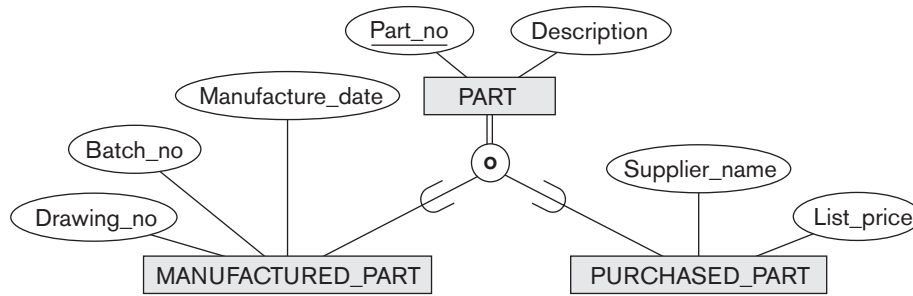 Part_no
Description
PART
Manufacture_date
Batch_no
Drawing_no
o
Supplier_name
List_price
MANUFACTURED_PART
PURCHASED_PART